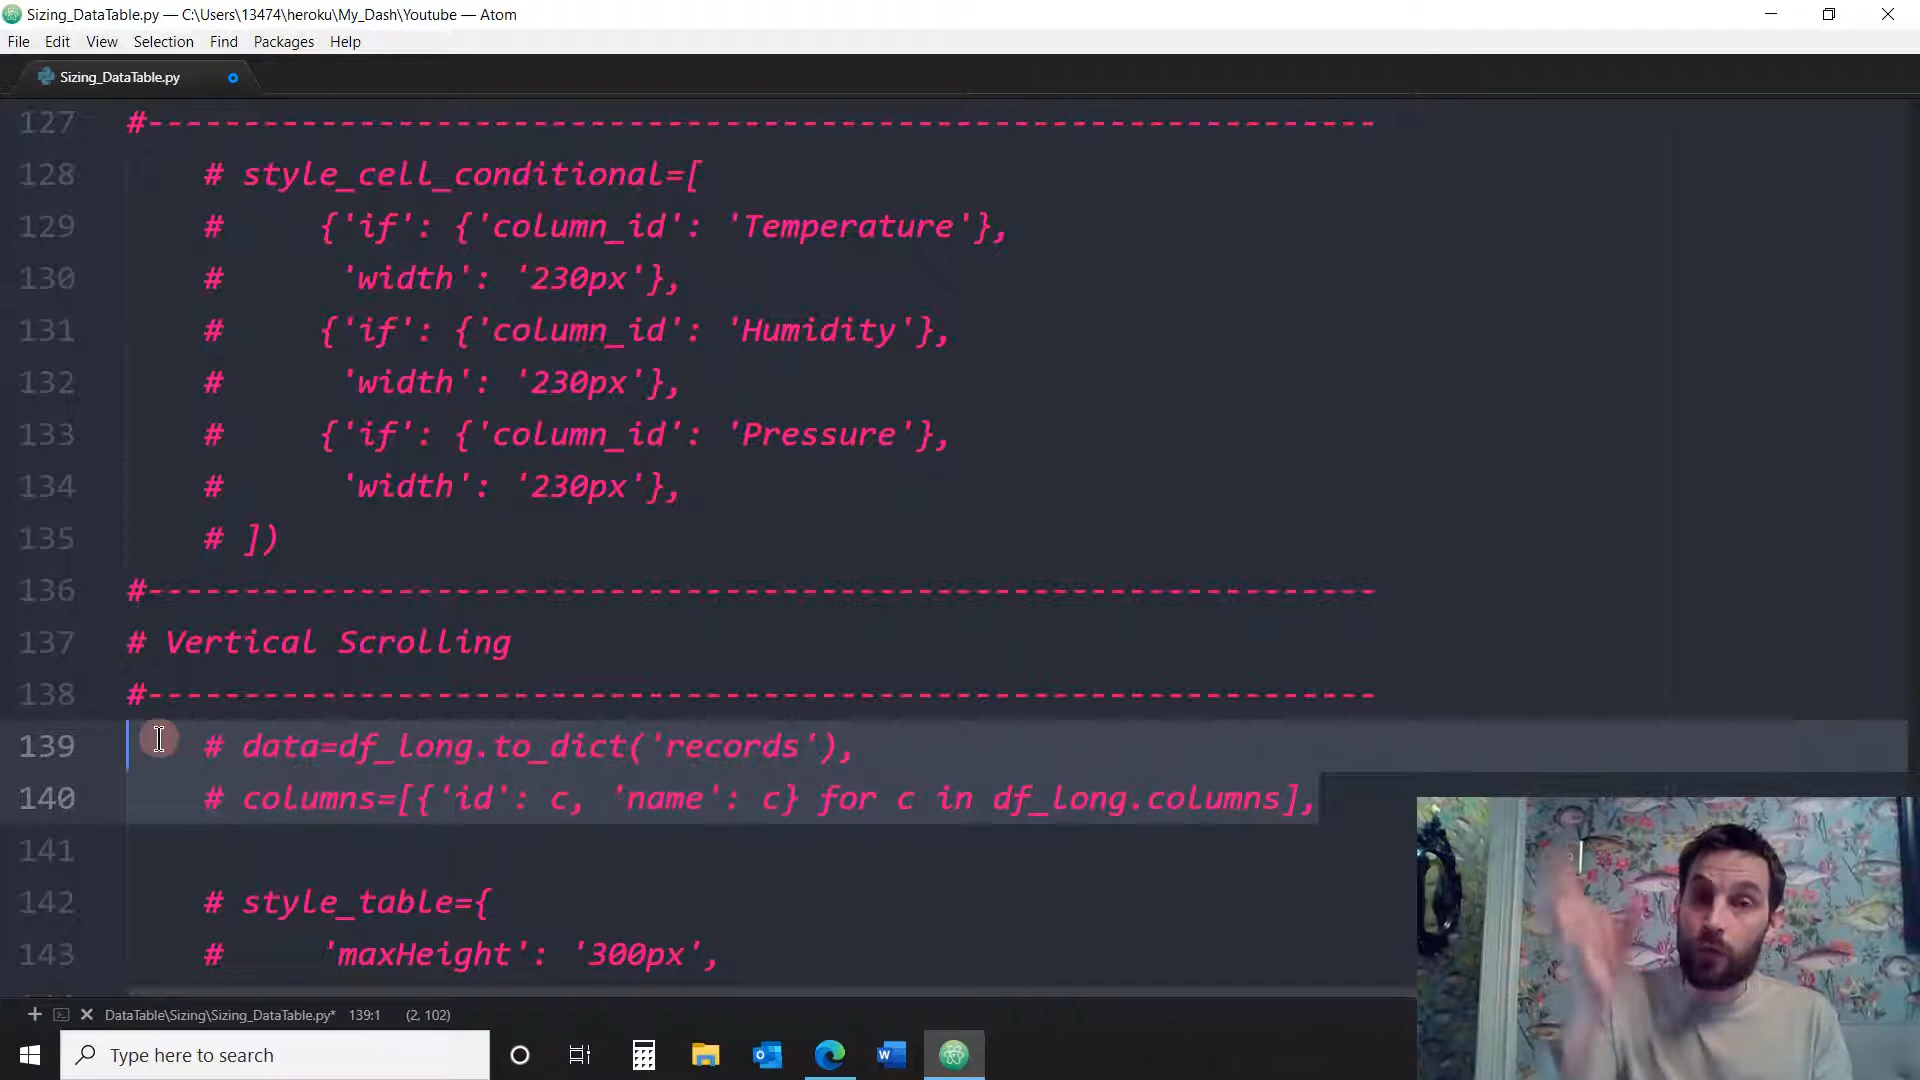 Sizing_DataTable.py — C:\Users\13474\heroku\My_Dash\Youtube — Atom
File Edit View Selection Find Packages Help
Sizing_DataTable.py
127 #----------------------------------------------------------------
128 # style_cell_conditional=[
129 # {'if': {'column_id': 'Temperature'},
130 # 'width': '230px'},
131 # {'if': {'column_id': 'Humidity'},
132 # 'width': '230px'},
133 # {'if': {'column_id': 'Pressure'},
134 # 'width': '230px'},
135 # ])
136 #----------------------------------------------------------------
137 # Vertical Scrolling
138 #----------------------------------------------------------------
139 # data=df_long.to_dict('records'),
140 # columns=[{'id': c, 'name': c} for c in df_long.columns],
141
142 # style_table={
143 # 'maxHeight': '300px',
DataTable\Sizing\Sizing_DataTable.py* 139:1 (2, 102)
Type here to search